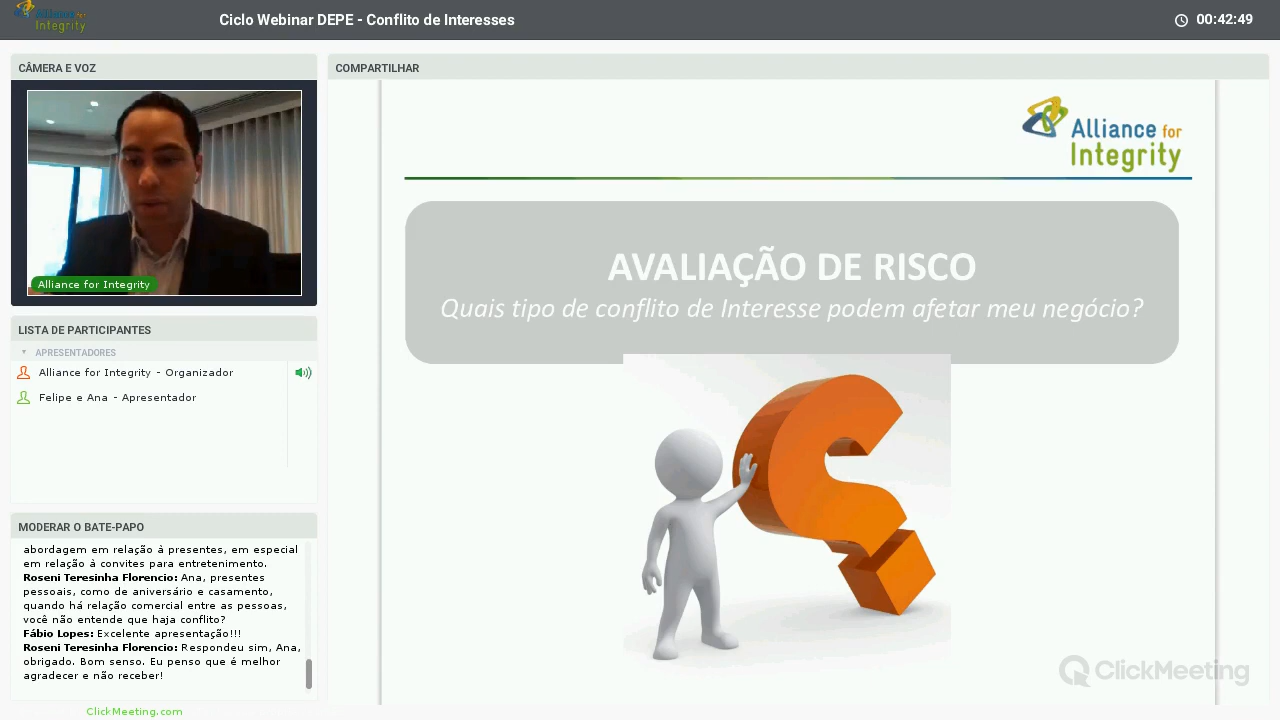 Alliance for
Integrity
Ciclo Webinar DEPE - Conflito de Interesses
00:42:49
CÂMERA E VOZ
Alliance for Integrity
LISTA DE PARTICIPANTES
APRESENTADORES
Alliance for Integrity - Organizador
Felipe e Ana - Apresentador
MODERAR O BATE-PAPO
abordagem em relação à presentes, em especial
em relação à convites para entretenimento.
Roseni Teresinha Florencio: Ana, presentes
pessoais, como de aniversário e casamento,
quando há relação comercial entre as pessoas,
você não entende que haja conflito?
Fábio Lopes: Excelente apresentação!!!
Roseni Teresinha Florencio: Respondeu sim, Ana,
obrigado. Bom senso. Eu penso que é melhor
agradecer e não receber!
ClickMeeting.com
COMPARTILHAR
Alliance for
Integrity
AVALIAÇÃO DE RISCO
Quais tipo de conflito de Interesse podem afetar meu negócio?
ClickMeeting